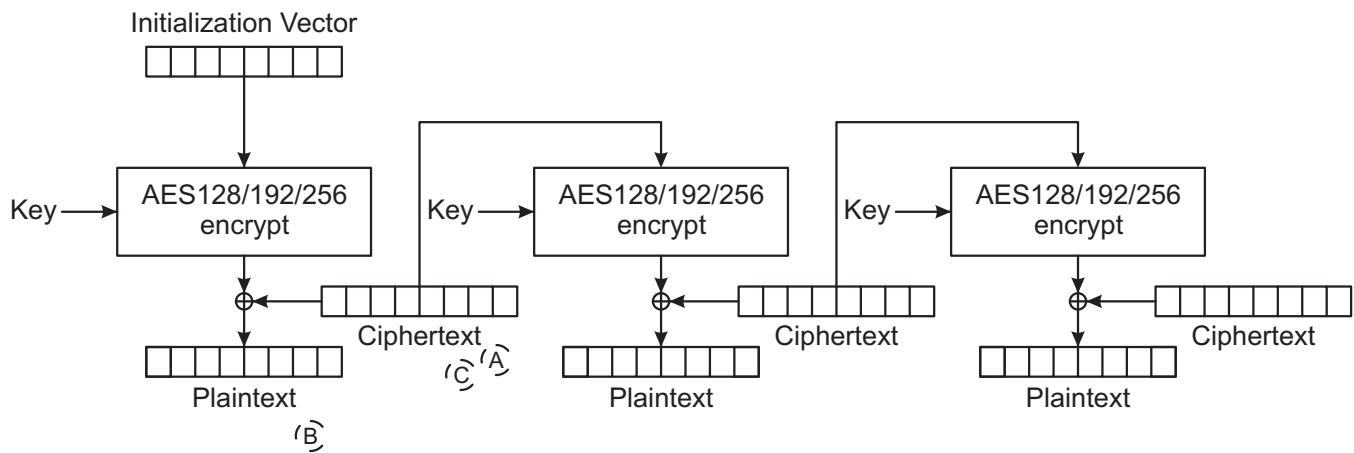 Initialization Vector
Key
AES128/192/256
encrypt
Key
AES128/192/256
encrypt
Key
AES128/192/256
encrypt
Ciphertext
Ciphertext
Ciphertext
C
A
Plaintext
Plaintext
Plaintext
B